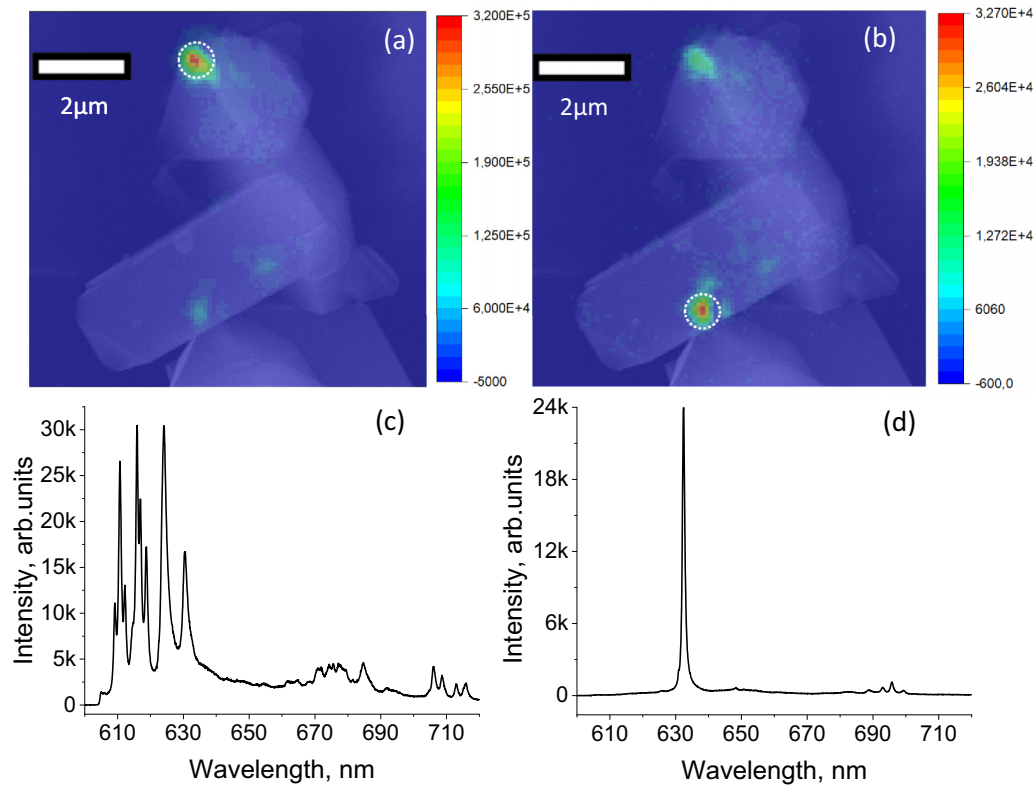 (a)
2µm
3,200E+5
2,550E+5
1,900E+5
1,250E+5
6,000E+4
-5000
(b)
2µm
3,270E+4
2,604E+4
1,938E+4
1,272E+4
6060
-600,0
(c)
Intensity, arb.units
30k
25k
20k
15k
10k
5k
0
610 630 650 670 690 710
Wavelength, nm
(d)
Intensity, arb.units
24k
18k
12k
6k
0
610 630 650 670 690 710
Wavelength, nm